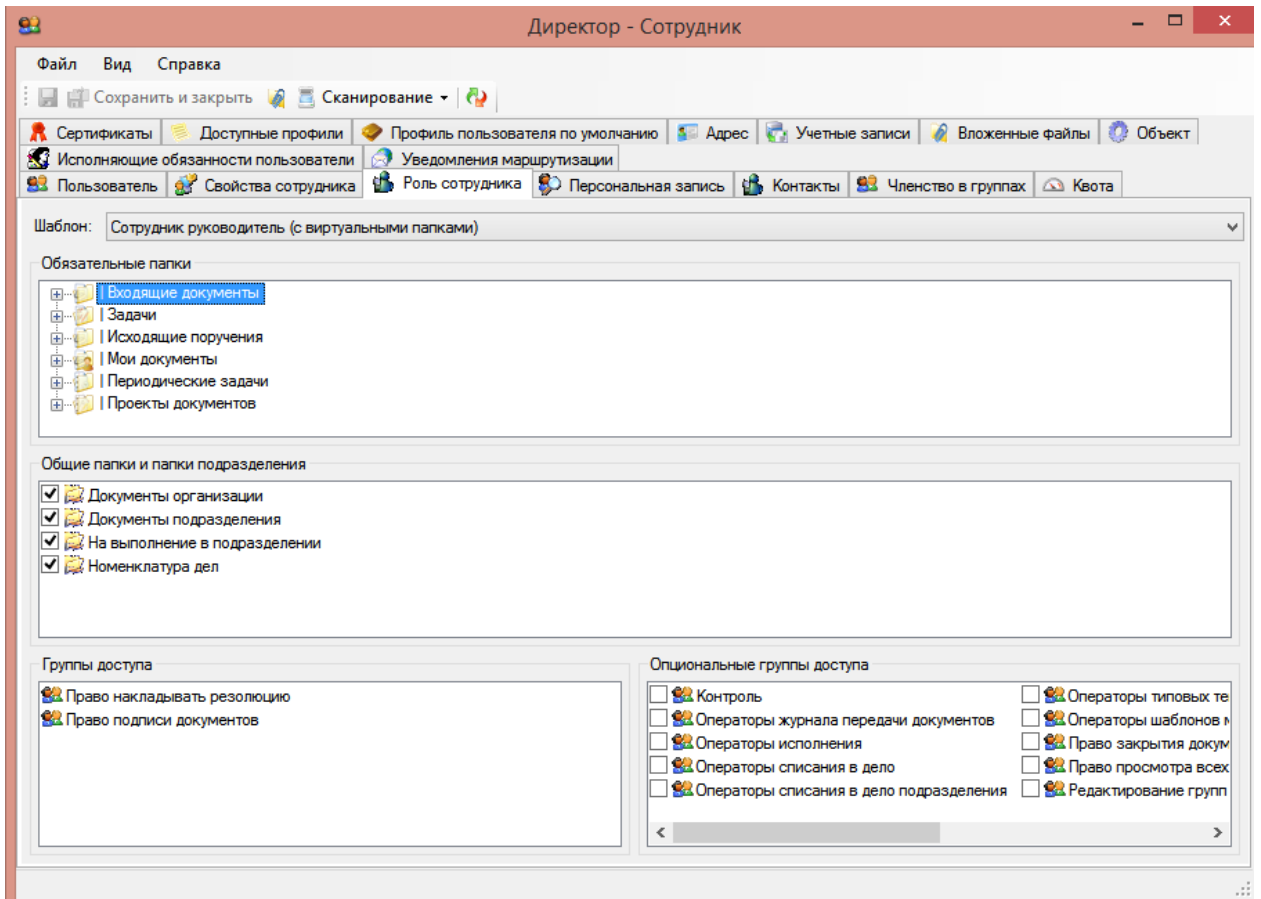 Директор - Сотрудник
Файл Вид Справка
Сохранить и закрыть Сканирование
Сертификаты Доступные профили Профиль пользователя по умолчанию Адрес Учетные записи Вложенные файлы Объект
Исполняющие обязанности пользователи Уведомления маршрутизации
Пользователь Свойства сотрудника Роль сотрудника Персональная запись Контакты Членство в группах Квота
Шаблон: Сотрудник руководитель (с виртуальными папками)
Обязательные папки
| Входящие документы
| Задачи
| Исходящие поручения
| Мои документы
| Периодические задачи
| Проекты документов
Общие папки и папки подразделения
Документы организации
Документы подразделения
На выполнение в подразделении
Номенклатура дел
Группы доступа
Право накладывать резолюцию
Право подписи документов
Опциональные группы доступа
Контроль Операторы типовых те
Операторы журнала передачи документов Операторы шаблонов
Операторы исполнения Право закрытия докум
Операторы списания в дело Право просмотра всех
Операторы списания в дело подразделения Редактирование групп